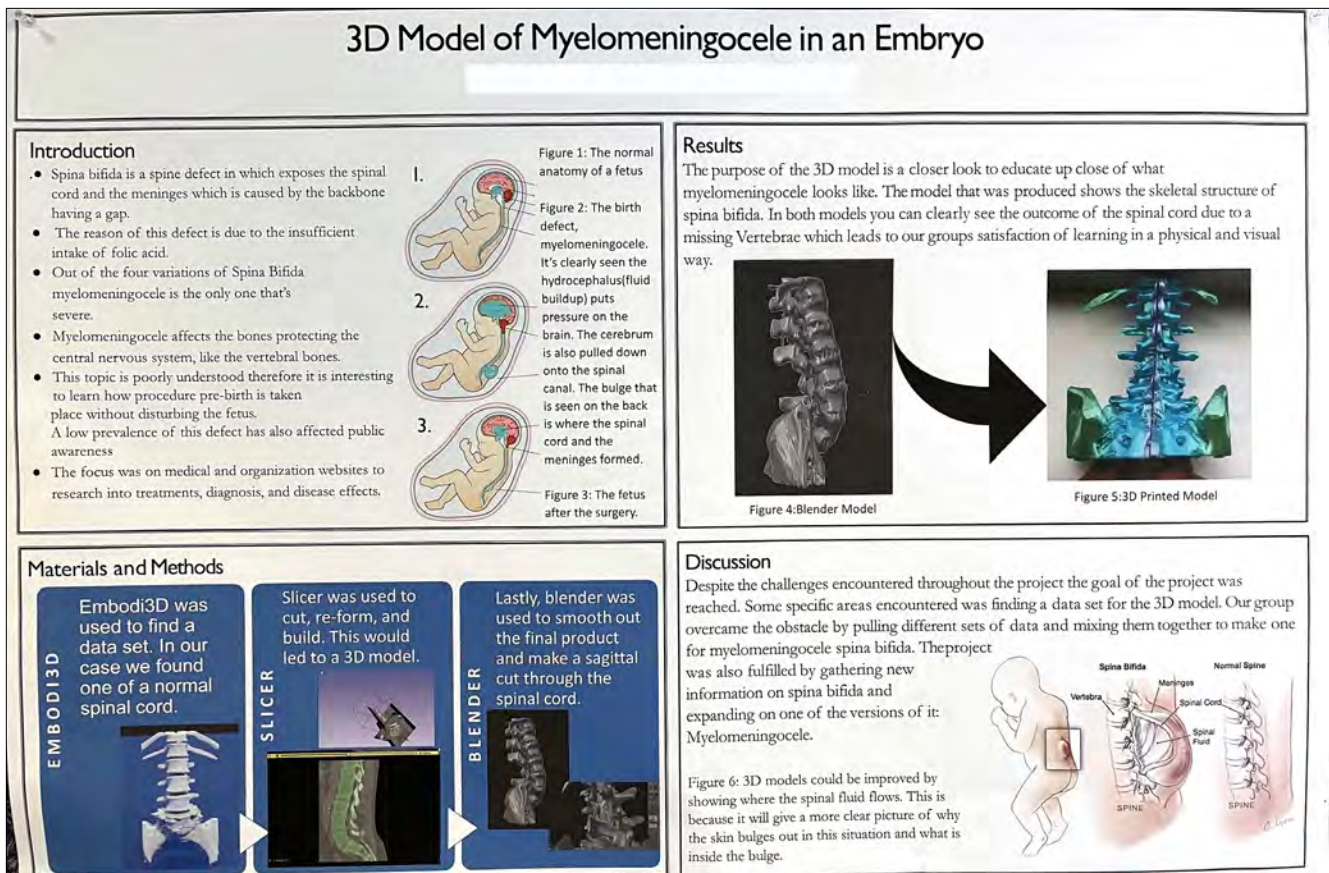 3D Model of Myelomeningocele in an Embryo
Introduction
• Spina bifida is a spine defect in which exposes the spinal
cord and the meninges which is caused by the backbone
having a gap.
• The reason of this defect is due to the insufficient
intake of folic acid.
• Out of the four variations of Spina Bifida
myelomeningocele is the only one that's
severe.
• Myelomeningocele affects the bones protecting the
central nervous system, like the vertebral bones.
• This topic is poorly understood therefore it is interesting
to learn how procedure pre-birth is taken
place without disturbing the fetus.
A low prevalence of this defect has also affected public
awareness
• The focus was on medical and organization websites to
research into treatments, diagnosis, and disease effects.
1.
2.
3.
Figure 1: The normal
anatomy of a fetus
Figure 2: The birth
defect,
myelomeningocele.
It's clearly seen the
hydrocephalus(fluid
buildup) puts
pressure on the
brain. The cerebrum
is also pulled down
onto the spinal
canal. The bulge that
is seen on the back
is where the spinal
cord and the
meninges formed.
Figure 3: The fetus
after the surgery.
Results
The purpose of the 3D model is a closer look to educate up close of what
myelomeningocele looks like. The model that was produced shows the skeletal structure of
spina bifida. In both models you can clearly see the outcome of the spinal cord due to a
missing Vertebrae which leads to our groups satisfaction of learning in a physical and visual
way.
Figure 4:Blender Model
Figure 5:3D Printed Model
Materials and Methods
EMBODI3D
Embodi3D was
used to find a
data set. In our
case we found
one of a normal
spinal cord.
SLICER
Slicer was used to
cut, re-form, and
build. This would
led to a 3D model.
BLENDER
Lastly, blender was
used to smooth out
the final product
and make a sagittal
cut through the
spinal cord.
Discussion
Despite the challenges encountered throughout the project the goal of the project was
reached. Some specific areas encountered was finding a data set for the 3D model. Our group
overcame the obstacle by pulling different sets of data and mixing them together to make one
for myelomeningocele spina bifida. Theproject
was also fulfilled by gathering new
information on spina bifida and
expanding on one of the versions of it:
Myelomeningocele.
Figure 6: 3D models could be improved by
showing where the spinal fluid flows. This is
because it will give a more clear picture of why
the skin bulges out in this situation and what is
inside the bulge.
Spina Bifida
Normal Spine
Vertebra
Meninges
Spinal Cord
Spinal
Fluid
SPINE
SPINE